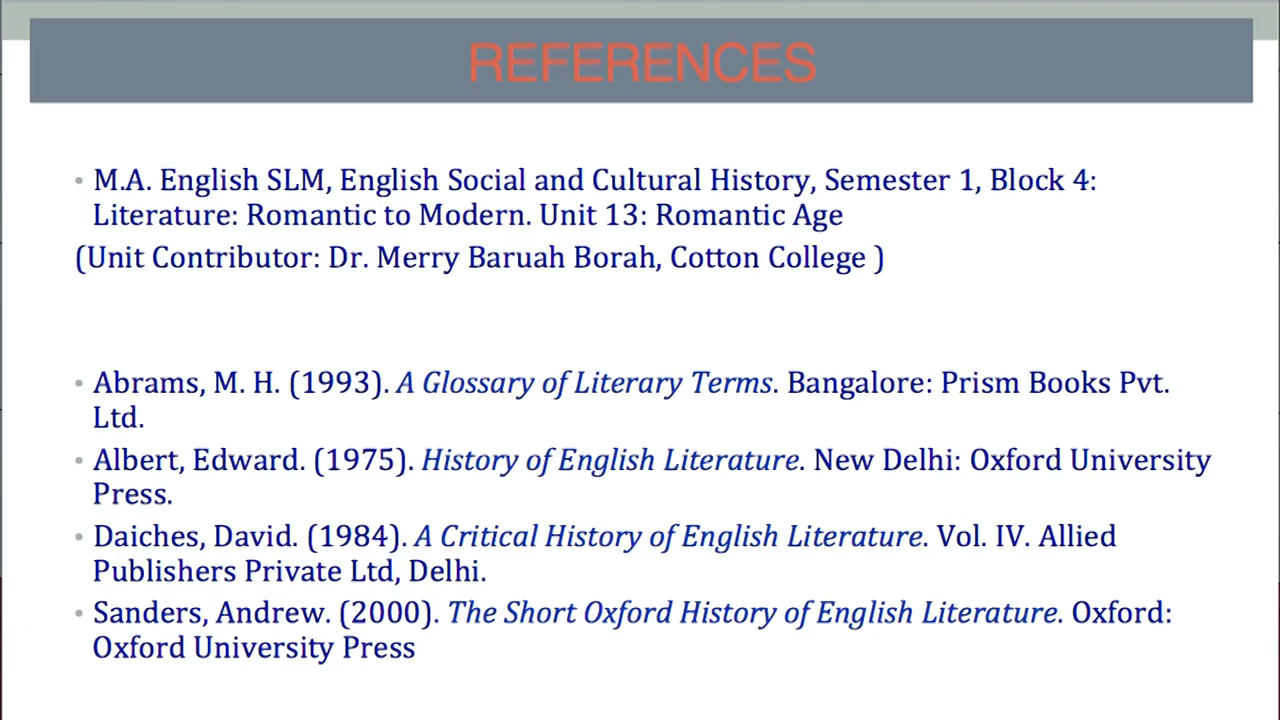 REFERENCES
• M.A. English SLM, English Social and Cultural History, Semester 1, Block 4:
Literature: Romantic to Modern. Unit 13: Romantic Age
(Unit Contributor: Dr. Merry Baruah Borah, Cotton College )
• Abrams, M. H. (1993). A Glossary of Literary Terms. Bangalore: Prism Books Pvt.
Ltd.
• Albert, Edward. (1975). History of English Literature. New Delhi: Oxford University
Press.
• Daiches, David. (1984). A Critical History of English Literature. Vol. IV. Allied
Publishers Private Ltd, Delhi.
• Sanders, Andrew. (2000). The Short Oxford History of English Literature. Oxford:
Oxford University Press